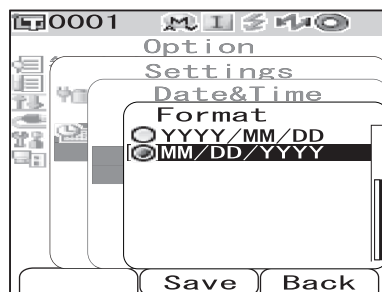 0001 M I
Option
Settings
Date&Time
Format
YYYY/MM/DD
MM/DD/YYYY
Save Back